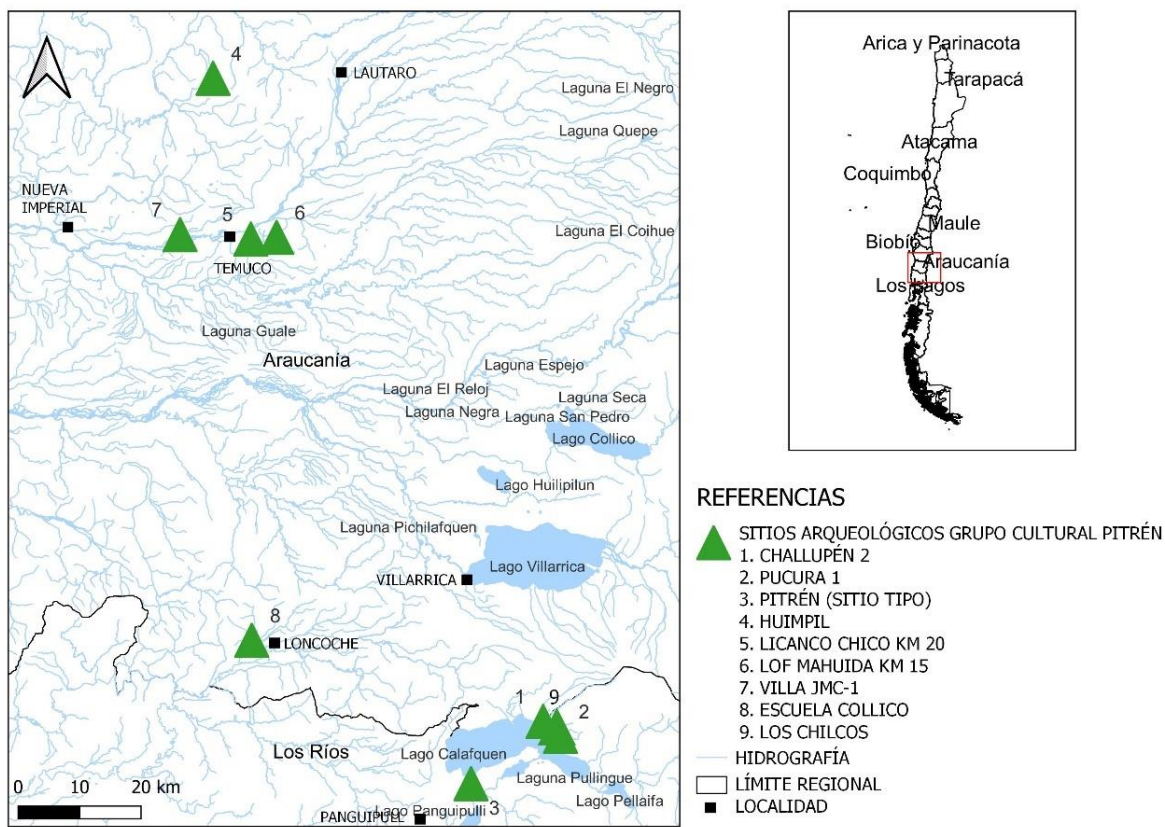 4
LAUTARO
Laguna El Negro
Laguna Quepe
NUEVA
IMPERIAL
7
5
6
Laguna El Coihue
TEMUCO
Laguna Guale
Araucanía
Laguna Espejo
Laguna El Reloj
Laguna Seca
Laguna Negra
Laguna San Pedro
Lago Collico
Lago Huilipilun
Laguna Pichilafquen
Lago Villarrica
VILLARRICA
8
LONCOCHE
1
9
2
Los Ríos
Lago Calafquen
Laguna Pullingue
0 10 20 km
Lago Pellaifa
Lago Panguipulli
3
PANGUIPULL
Arica y Parinacota
Tarapacá
Atacama
Coquimbo
Maule
Biobío
Araucanía
Los Lagos
REFERENCIAS
SITIOS ARQUEOLÓGICOS GRUPO CULTURAL PITRÉN
1. CHALLUPÉN 2
2. PUCURA 1
3. PITRÉN (SITIO TIPO)
4. HUIMPIL
5. LICANCO CHICO KM 20
6. LOF MAHUIDA KM 15
7. VILLA JMC-1
8. ESCUELA COLLICO
9. LOS CHILCOS
HIDROGRAFÍA
LÍMITE REGIONAL
LOCALIDAD